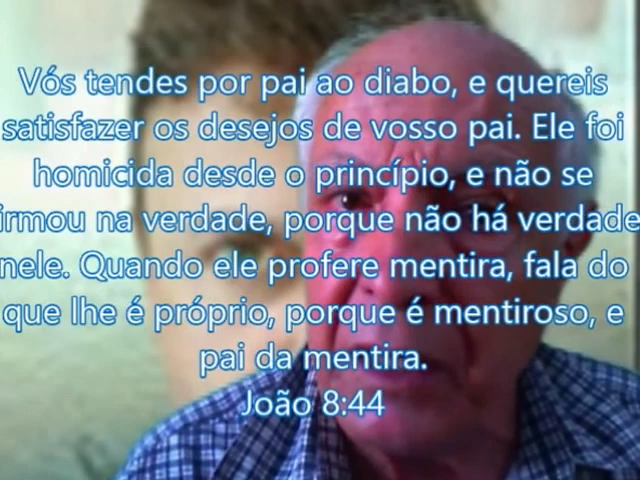 Vós tendes por pai ao diabo, e quereis
satisfazer os desejos de vosso pai. Ele foi
homicida desde o princípio, e não se
irmou na verdade, porque não há verdade
nele. Quando ele profere mentira, fala do
que lhe é próprio, porque é mentiroso, e
pai da mentira.
João 8:44